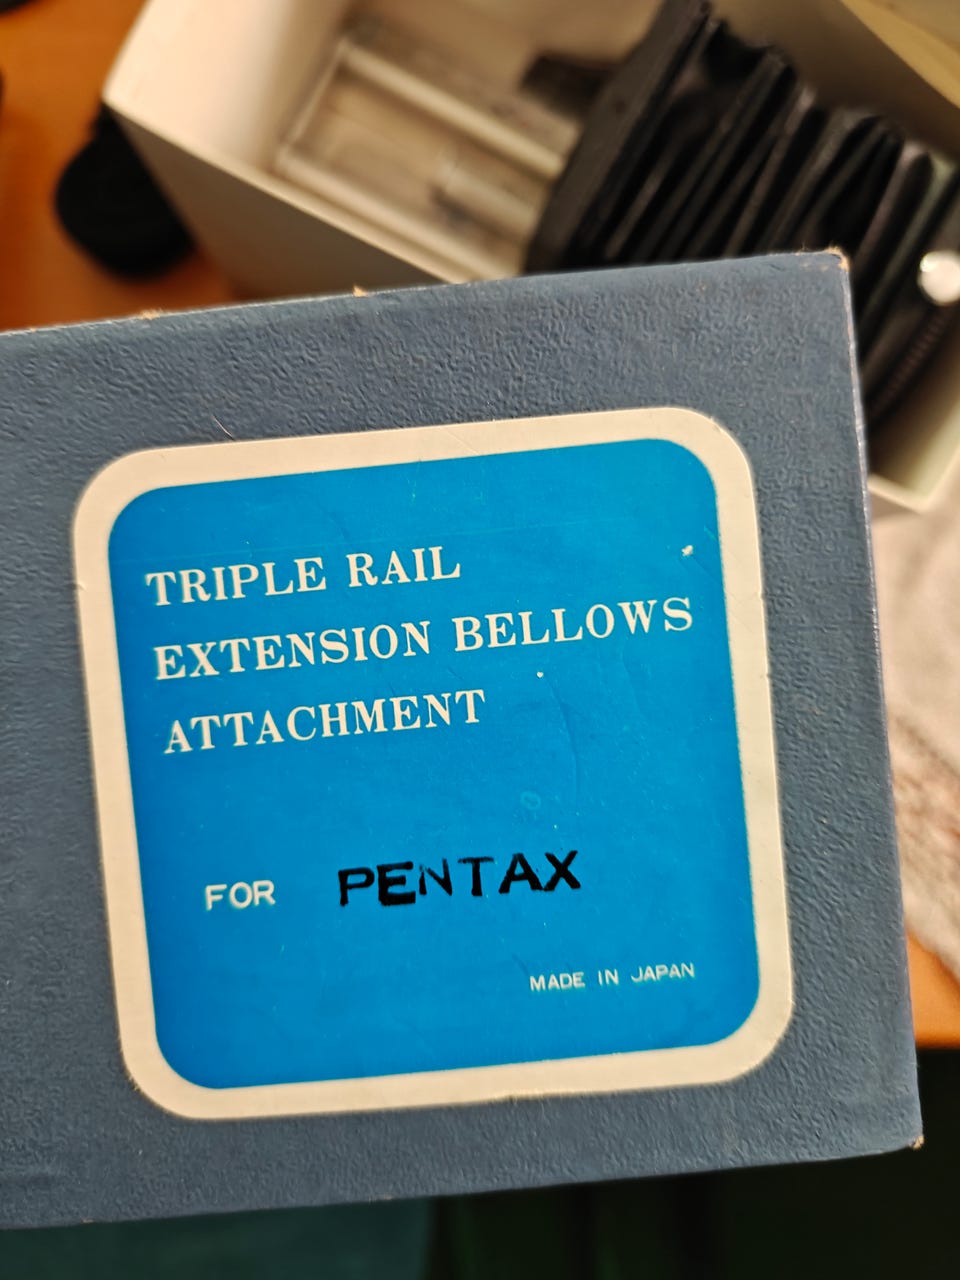 TRIPLE RAIL
EXTENSION BELLOWS
ATTACHMENT
FOR PENTAX
MADE IN JAPAN